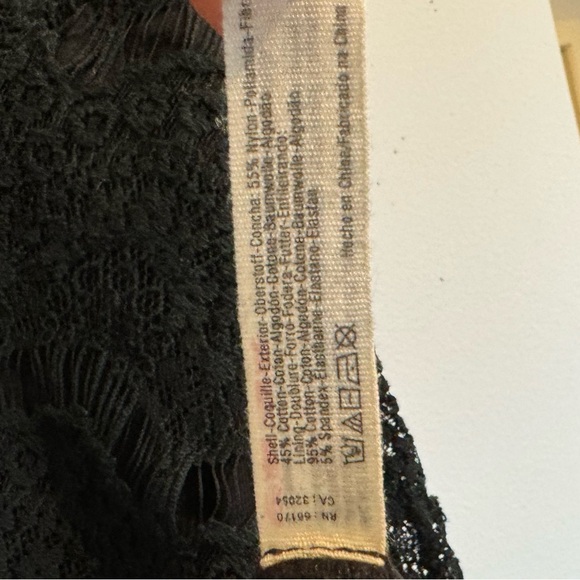 Shell-Coquille-Exterior-Oberstoff-Concha: 55% Nylon-Poliamida-Fibr
45% Cotton-Coton-Algodón-Cotone-Baumwolle-Algodão
Lining-Doublure-Forro-Fodera-Futter-Entierrando:
95% Cotton-Coton-Algodón-Cotone-Baumwolle-Algodão
5% Spandex-Elasthanne-Elastano-Elastan
Hecho en China/Fabricado na China
RN: 66170
CA: 32054